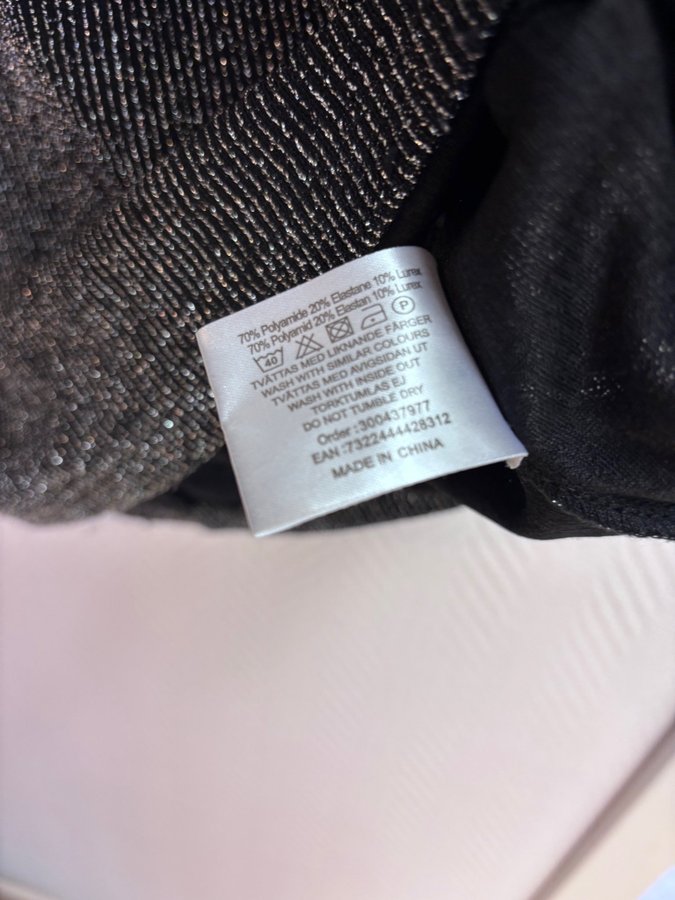 70% Polyamide 20% Elastane 10% Lurex
70% Polyamid 20% Elastan 10% Lurex
40 P
TVÄTTAS MED LIKNANDE FÄRGER
WASH WITH SIMILAR COLOURS
TVÄTTAS MED AVIGSIDAN UT
WASH WITH INSIDE OUT
TORKTUMLAS EJ
DO NOT TUMBLE DRY
Order :300437977
EAN :7322444428312
MADE IN CHINA